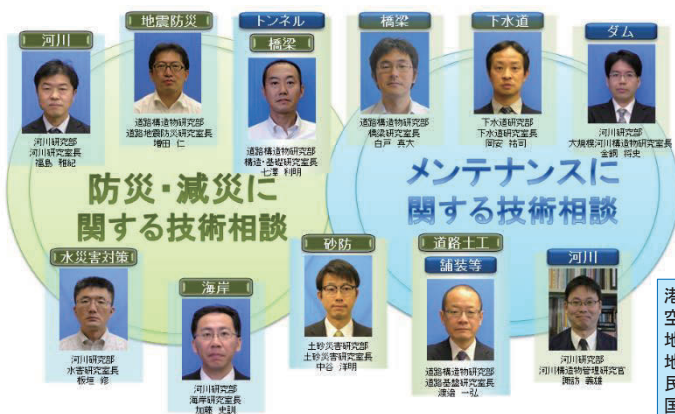 河川
河川研究部
河川研究室長
福島 雅紀
地震防災
道路構造物研究部
道路地震防災研究室長
増田 仁
トンネル
橋梁
道路構造物研究部
構造・基礎研究室長
七澤 利明
橋梁
道路構造物研究部
橋梁研究室長
白戸 真大
下水道
下水道研究部
下水道研究室長
岡安 祐司
ダム
河川研究部
大規模河川構造物研究室長
金銅 将史
防災・減災に
関する技術相談
メンテナンスに
関する技術相談
水災害対策
河川研究部
水害研究室長
板垣 修
海岸
河川研究部
海岸研究室長
加藤 史訓
砂防
土砂災害研究部
土砂災害研究室長
中谷 洋明
道路土工
舗装等
道路構造物研究部
道路基盤研究室長
渡邉 一弘
河川
河川研究部
河川構造物管理研究官
諏訪 義雄
港
空
地
地
民
国